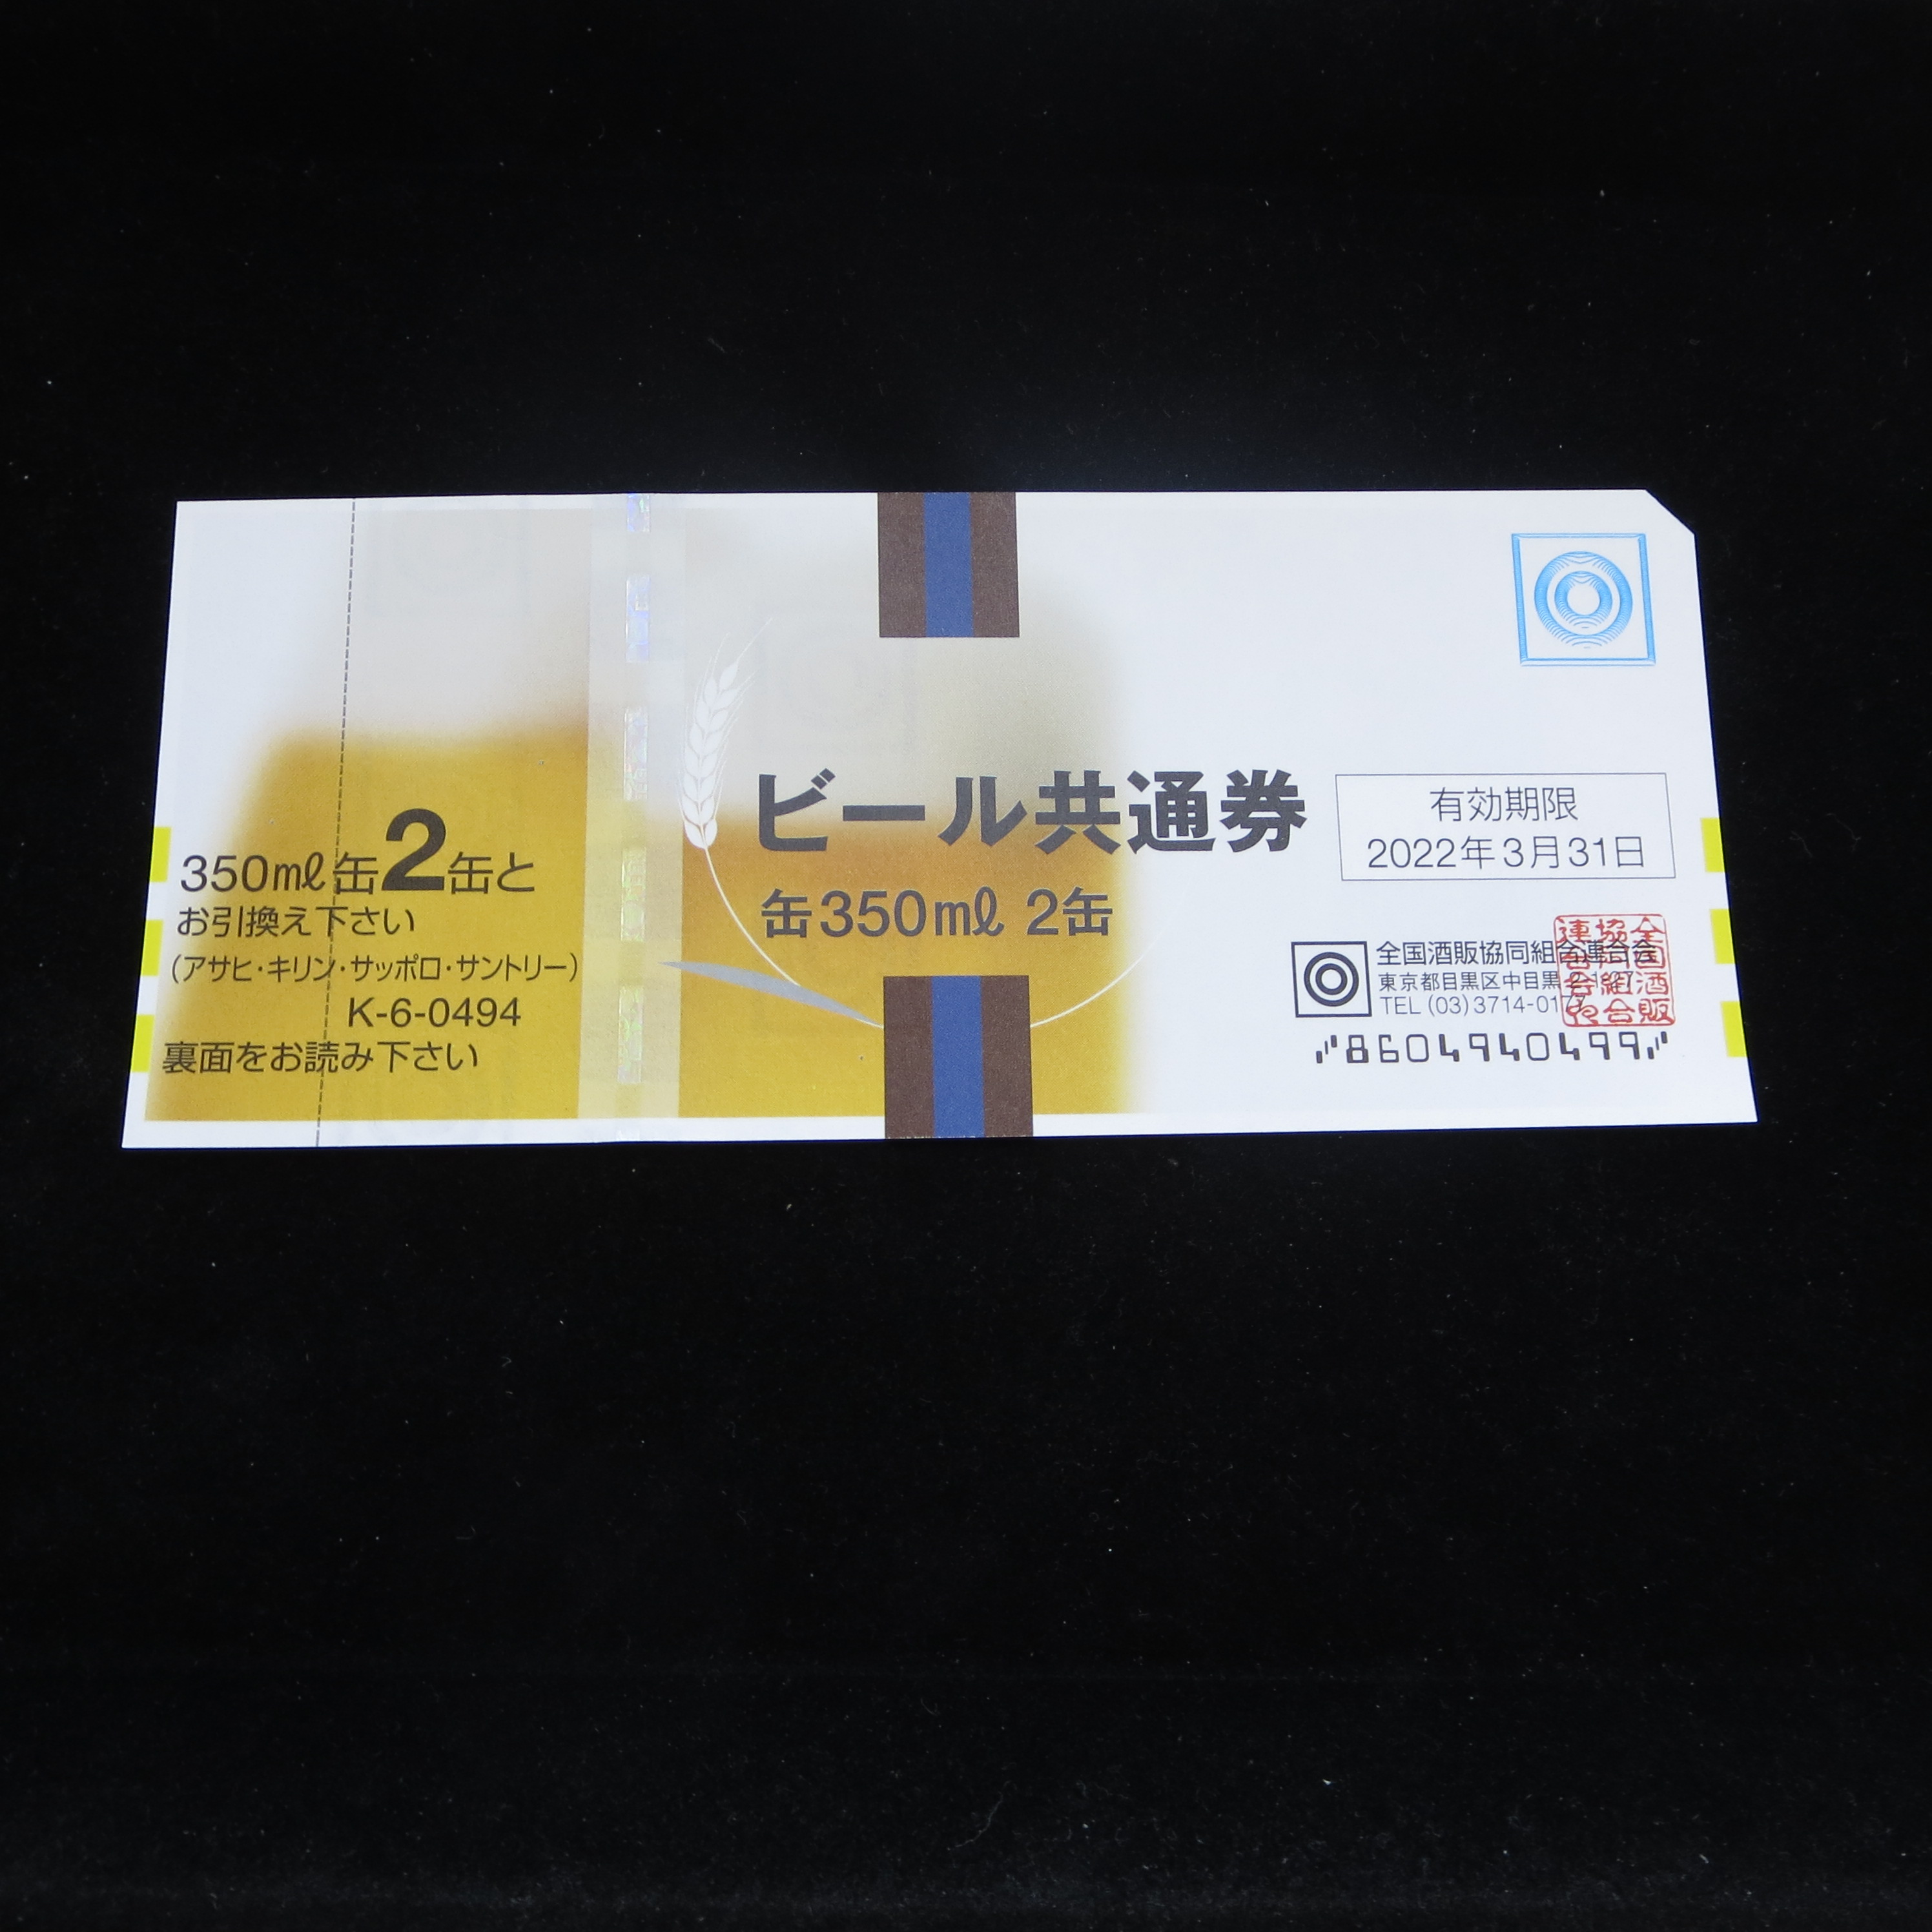 350mℓ缶2缶と
お引換え下さい
(アサヒ・キリン・サッポロ・サントリー)
K-6-0494
裏面をお読み下さい
ビール共通券
缶350mℓ 2缶
有効期限
2022年3月31日
全国酒販協同組合連合会
東京都目黒区中目黒
TEL (03)3714-01
8604940499